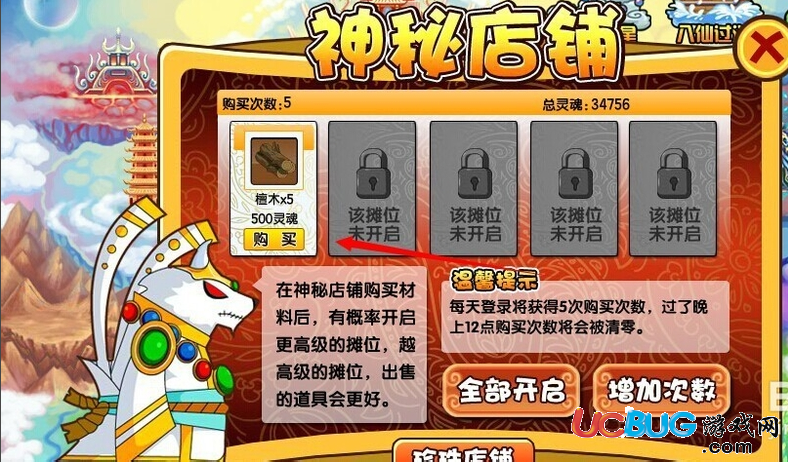 八仙过海
神秘店铺
购买次数:5
总灵魂:34756
檀木x5
500灵魂
购 买
该摊位
未开启
该摊位
未开启
该摊位
未开启
该摊位
未开启
在神秘店铺购买材
料后，有概率开启
更高级的摊位，越
高级的摊位，出售
的道具会更好。
温馨提示
每天登录将获得5次购买次数，过了晚
上12点购买次数将会被清零。
全部开启
增加次数
UCBUG游戏网
.com
珍珠店铺